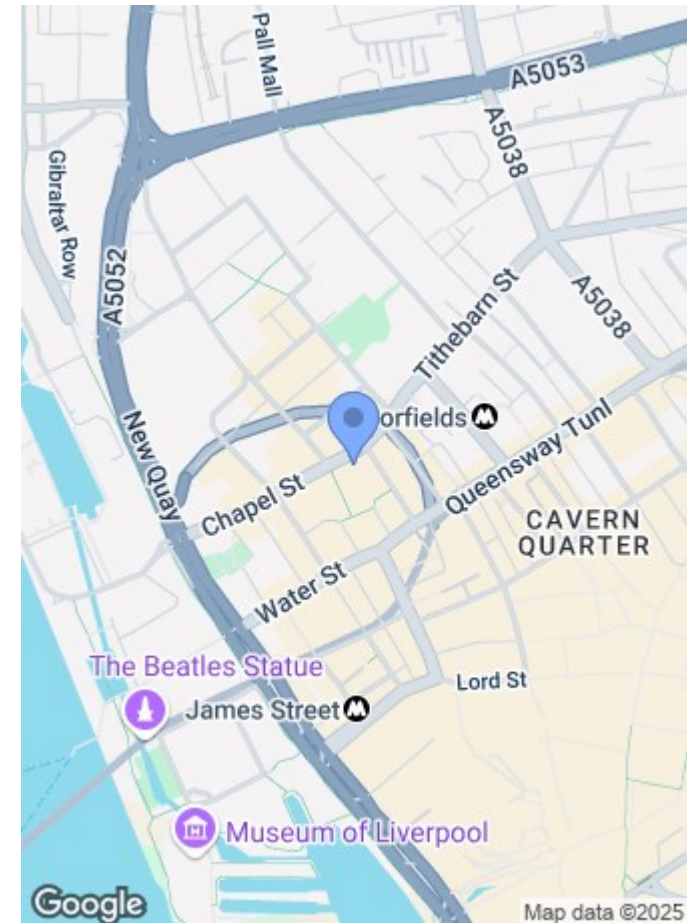 Pall Mall
A5053
A5038
Gibraltar Row
A5052
Tithebarn St
A5038
orfields
New Quay
Queensway Tunl
Chapel St
CAVERN
QUARTER
Water St
The Beatles Statue
Lord St
James Street
Museum of Liverpool
Google
Map data ©2025